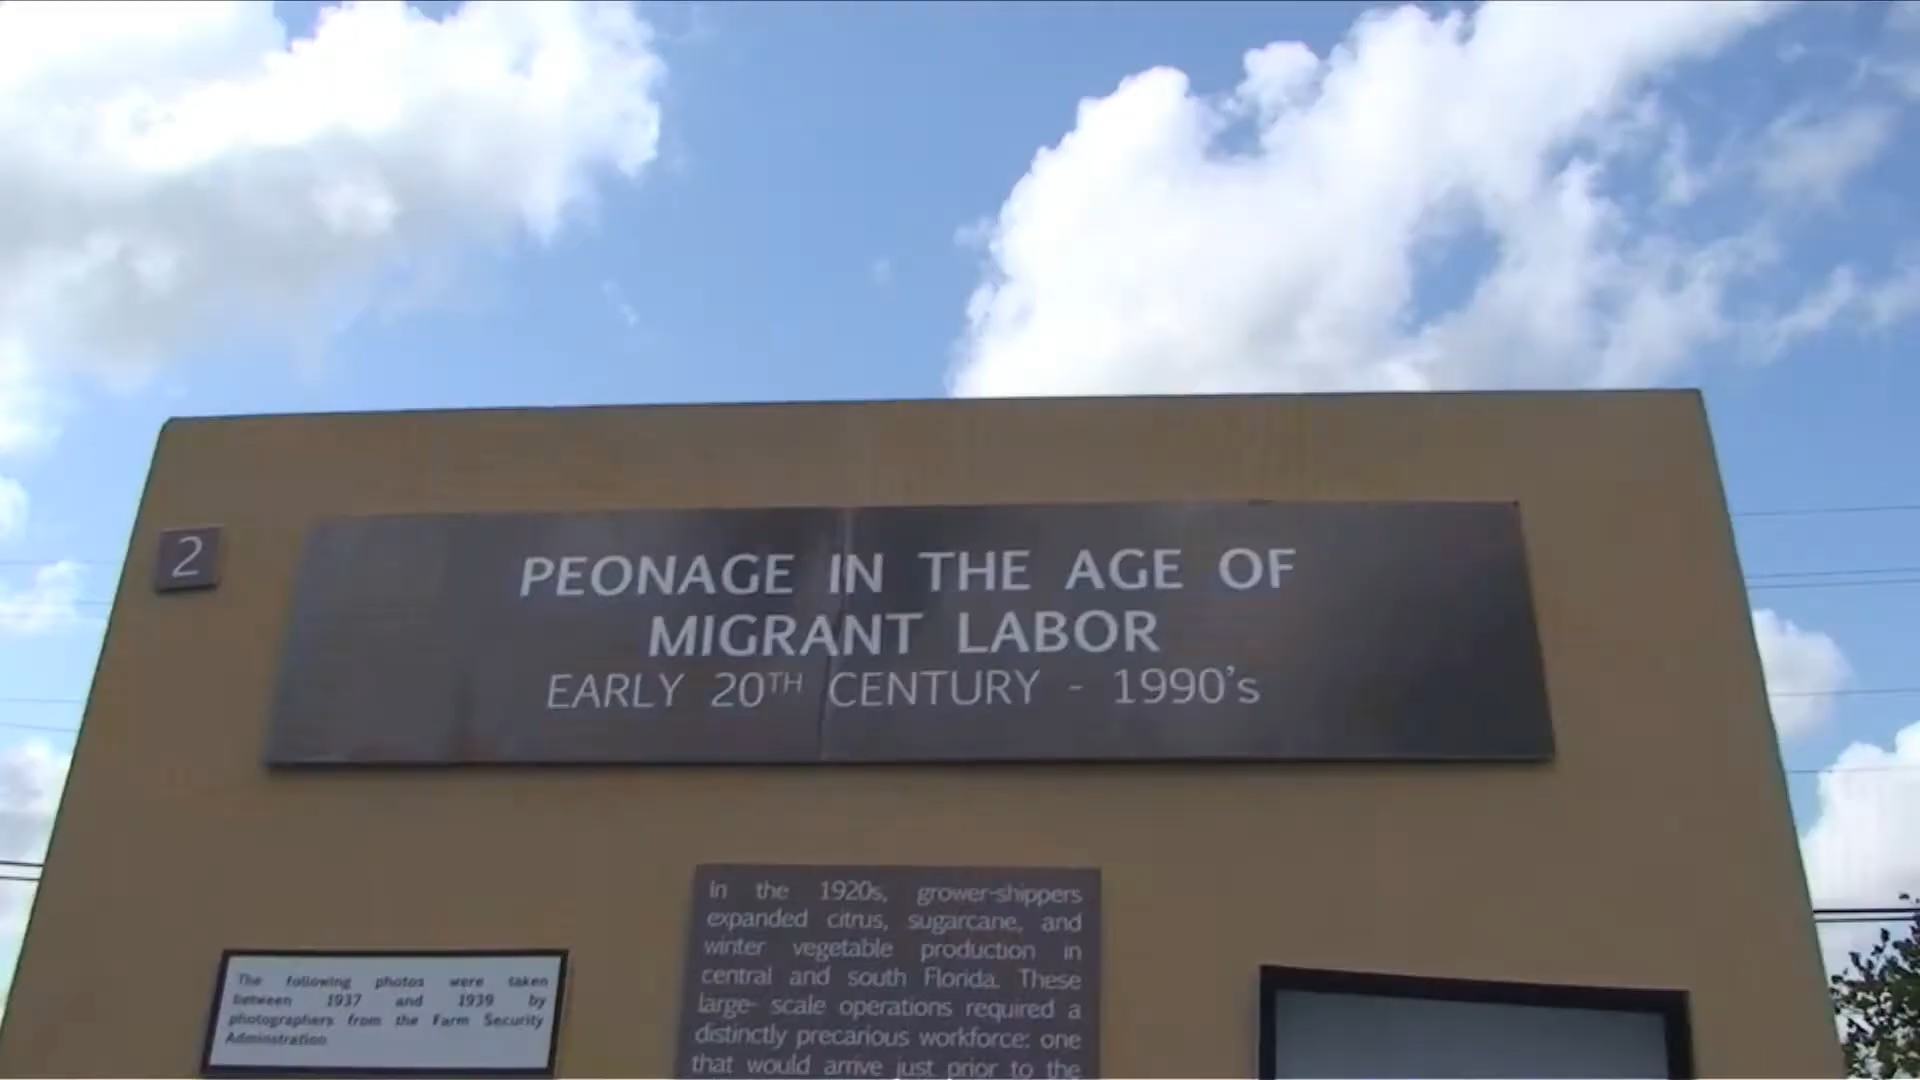 2
PEONAGE IN THE AGE OF
MIGRANT LABOR
EARLY 20TH CENTURY - 1990's
In the 1920s, grower-shippers
expanded citrus, sugarcane, and
winter vegetable production in
central and south Florida. These
large- scale operations required a
distinctly precarious workforce: one
that would arrive just prior to the
The following photos were taken
between 1937 and 1939 by
photographers from the Farm Security
Adminstration